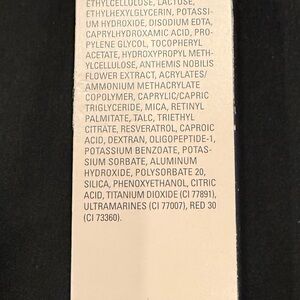 ETHYLCELLULOSE, LACTOSE,
ETHYLHEXYLGLYCERIN, POTASSI-
UM HYDROXIDE, DISODIUM EDTA,
CAPRYLHYDROXAMIC ACID, PRO-
PYLENE GLYCOL, TOCOPHERYL
ACETATE, HYDROXYPROPYL METH-
YLCELLULOSE, ANTHEMIS NOBILIS
FLOWER EXTRACT, ACRYLATES/
AMMONIUM METHACRYLATE
COPOLYMER, CAPRYLIC/CAPRIC
TRIGLYCERIDE, MICA, RETINYL
PALMITATE, TALC, TRIETHYL
CITRATE, RESVERATROL, CAPROIC
ACID, DEXTRAN, OLIGOPEPTIDE-1,
POTASSIUM BENZOATE, POTAS-
SIUM SORBATE, ALUMINUM
HYDROXIDE, POLYSORBATE 20,
SILICA, PHENOXYETHANOL, CITRIC
ACID, TITANIUM DIOXIDE (CI 77891),
ULTRAMARINES (CI 77007), RED 30
(CI 73360).